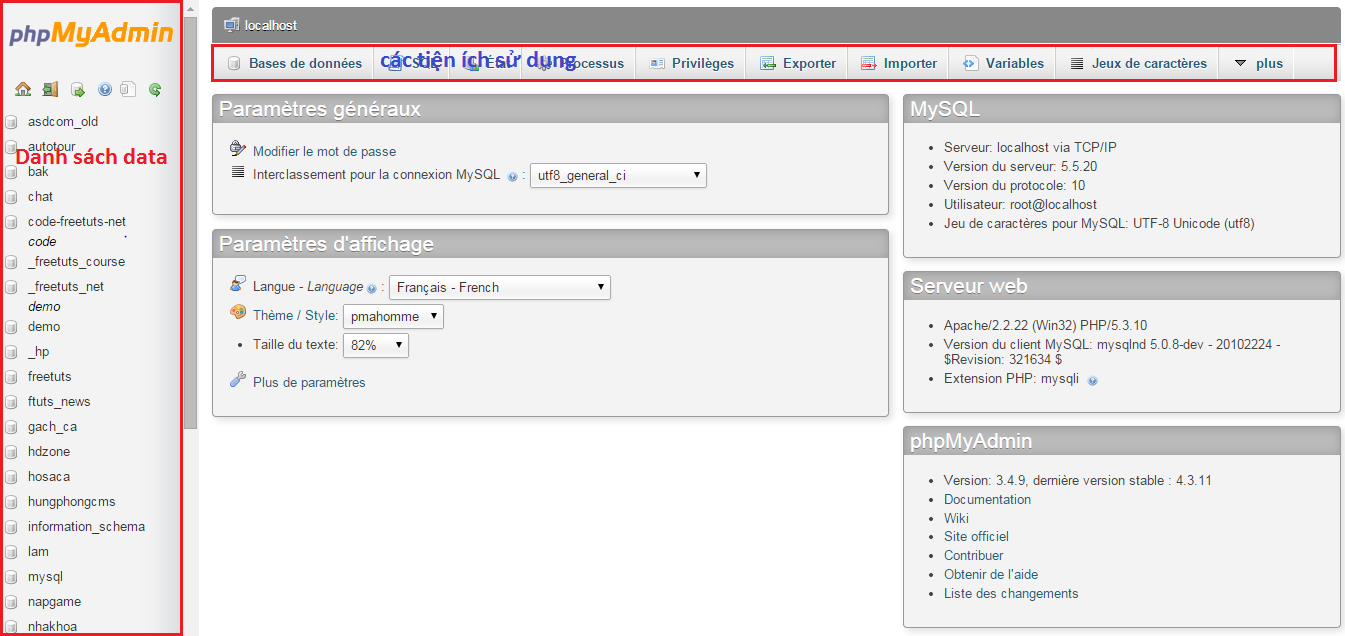 phpMyAdmin
asdcom_old
autotour
Danh sách data
bak
chat
code-freetuts-net
code
_freetuts_course
_freetuts_net
demo
demo
_hp
freetuts
ftuts_news
gach_ca
hdzone
hosaca
hungphongcms
information_schema
lam
mysql
napgame
nhakhoa
localhost
các tiện ích sử dụng
Bases de données SQL État Processus Privilèges Exporter Importer Variables Jeux de caractères plus
Paramètres généraux
Modifier le mot de passe
Interclassement pour la connexion MySQL : utf8_general_ci
Paramètres d'affichage
Langue - Language : Français - French
Thème / Style: pmahomme
• Taille du texte: 82%
Plus de paramètres
MySQL
• Serveur: localhost via TCP/IP
• Version du serveur: 5.5.20
• Version du protocole: 10
• Utilisateur: root@localhost
• Jeu de caractères pour MySQL: UTF-8 Unicode (utf8)
Serveur web
• Apache/2.2.22 (Win32) PHP/5.3.10
• Version du client MySQL: mysqlnd 5.0.8-dev - 20102224 -
$Revision: 321634 $
• Extension PHP: mysqli
phpMyAdmin
• Version: 3.4.9, dernière version stable : 4.3.11
• Documentation
• Wiki
• Site officiel
• Contribuer
• Obtenir de l'aide
• Liste des changements